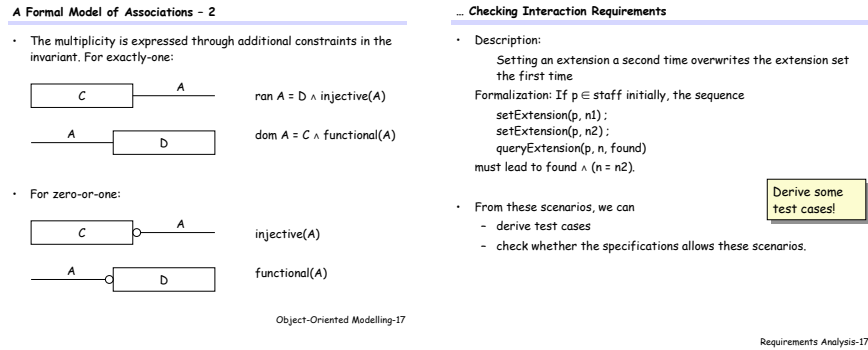 A Formal Model of Associations – 2
• The multiplicity is expressed through additional constraints in the
invariant. For exactly-one:
C A ran A = D ∧ injective(A)
A D dom A = C ∧ functional(A)
• For zero-or-one:
C A injective(A)
A D functional(A)
Object-Oriented Modelling-17
… Checking Interaction Requirements
• Description:
Setting an extension a second time overwrites the extension set
the first time
Formalization: If p ∈ staff initially, the sequence
setExtension(p, n1) ;
setExtension(p, n2) ;
queryExtension(p, n, found)
must lead to found ∧ (n = n2).
Derive some
test cases!
• From these scenarios, we can
– derive test cases
– check whether the specifications allows these scenarios.
Requirements Analysis-17